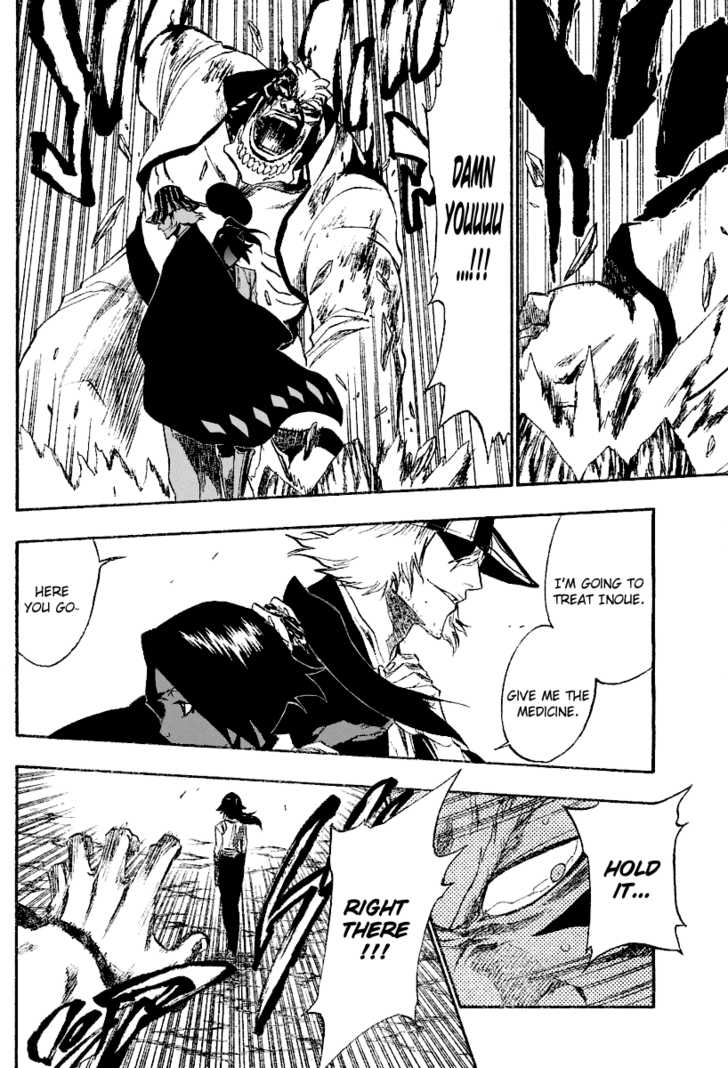 DAMN
YOUUUU
...!!!
I'M GOING TO
TREAT INOUE.
GIVE ME THE
MEDICINE.
HERE
YOU GO-
HOLD
IT...
RIGHT
THERE
!!!